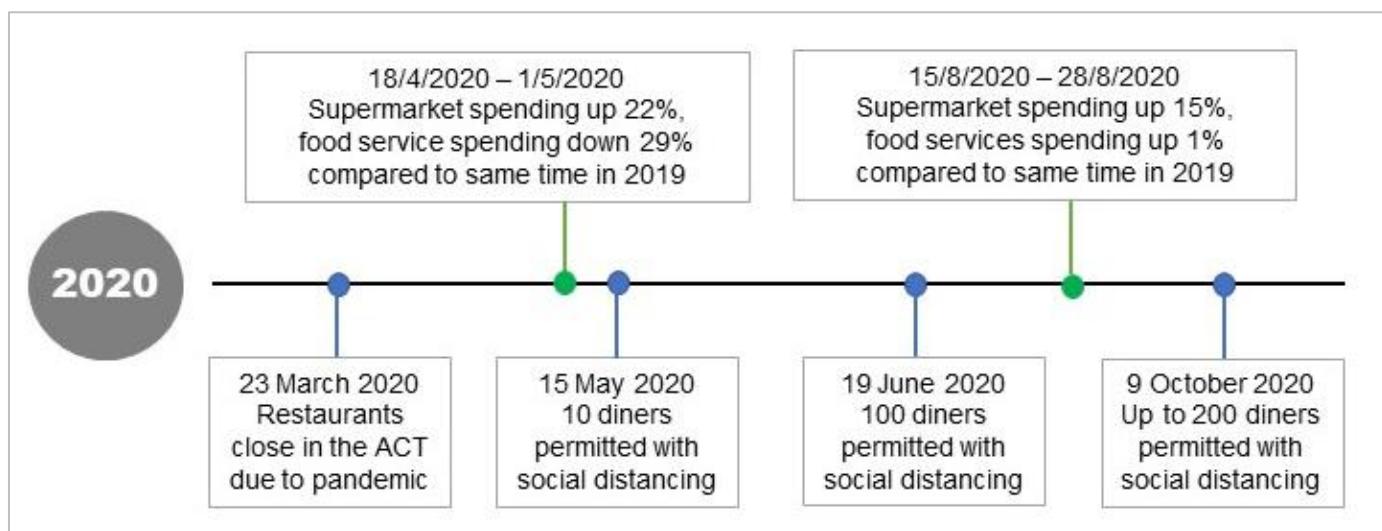 18/4/2020 – 1/5/2020
Supermarket spending up 22%,
food service spending down 29%
compared to same time in 2019
15/8/2020 – 28/8/2020
Supermarket spending up 15%,
food services spending up 1%
compared to same time in 2019
2020
23 March 2020
Restaurants
close in the ACT
due to pandemic
15 May 2020
10 diners
permitted with
social distancing
19 June 2020
100 diners
permitted with
social distancing
9 October 2020
Up to 200 diners
permitted with
social distancing